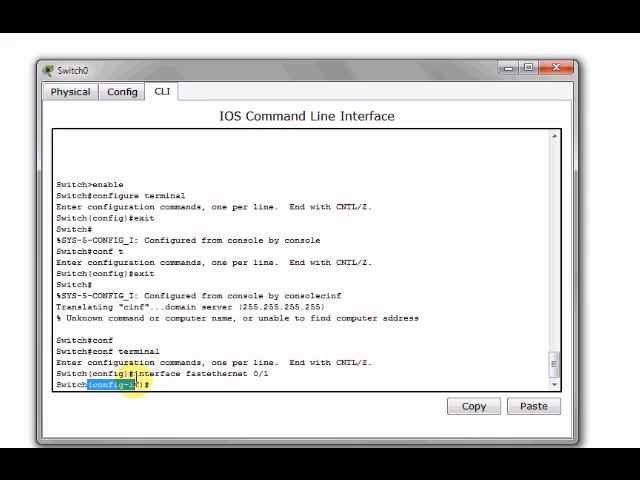 Switch0
Physical Config CLI
IOS Command Line Interface
Switch>enable
Switch#configure terminal
Enter configuration commands, one per line. End with CNTL/Z.
Switch(config)#exit
Switch#
%SYS-5-CONFIG_I: Configured from console by console
Switch#conf t
Enter configuration commands, one per line. End with CNTL/Z.
Switch(config)#exit
Switch#
%SYS-5-CONFIG_I: Configured from console by consolecinf
Translating "cinf"...domain server (255.255.255.255)
% Unknown command or computer name, or unable to find computer address
Switch#conf
Switch#conf terminal
Enter configuration commands, one per line. End with CNTL/Z.
Switch(config)#interface fastethernet 0/1
Switch(config-if)#
Copy Paste